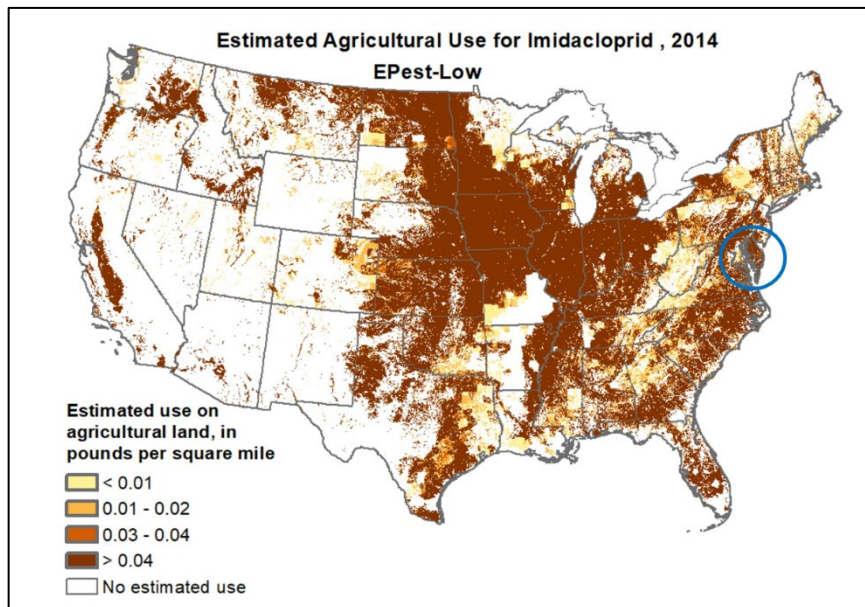 Estimated Agricultural Use for Imidacloprid , 2014
EPest-Low
Estimated use on
agricultural land, in
pounds per square mile
< 0.01
0.01 - 0.02
0.03 - 0.04
> 0.04
No estimated use